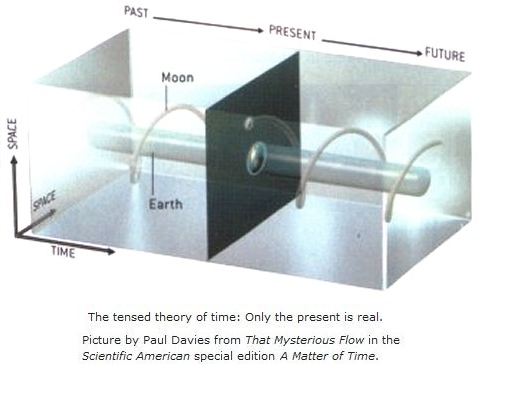 PAST
PRESENT
FUTURE
Moon
SPACE
SPACE
Earth
TIME
The tensed theory of time: Only the present is real.
Picture by Paul Davies from That Mysterious Flow in the
Scientific American special edition A Matter of Time.